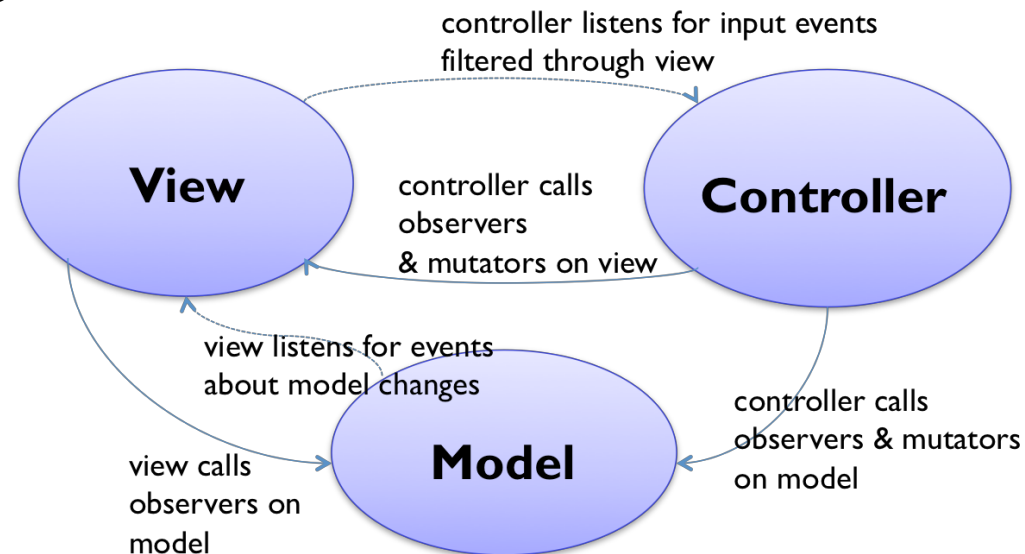 controller listens for input events
filtered through view
View
controller calls
observers
& mutators on view
Controller
view listens for events
about model changes
controller calls
observers & mutators
on model
Model
view calls
observers on
model